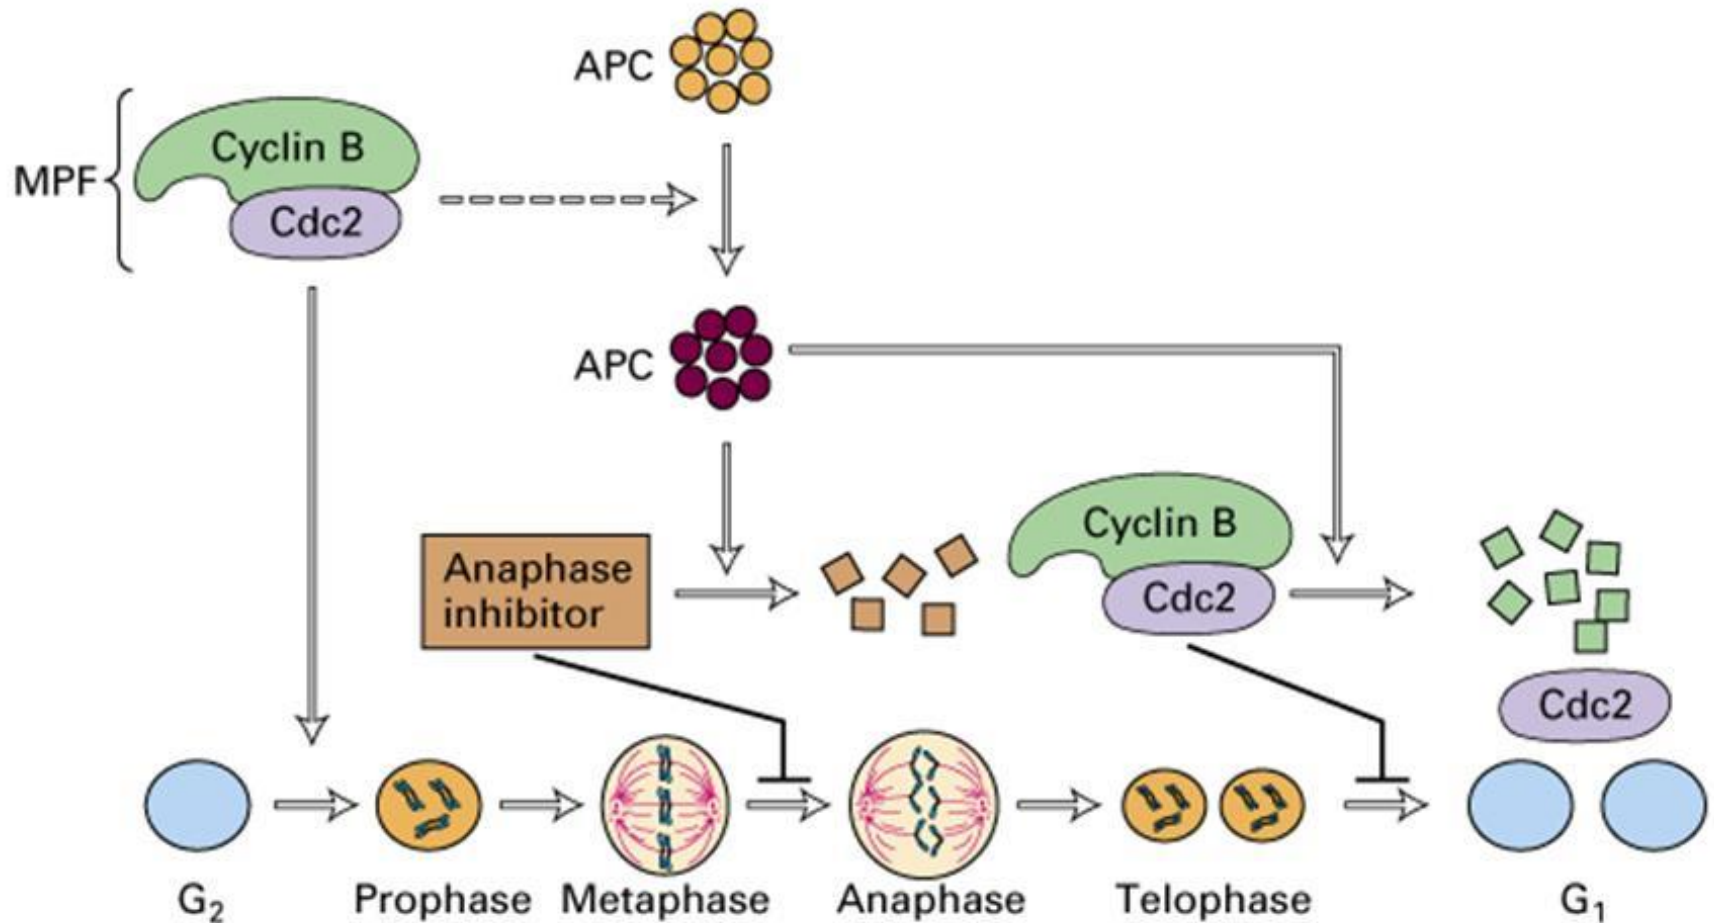 APC
MPF
Cyclin B
Cdc2
APC
Anaphase
inhibitor
Cyclin B
Cdc2
Cdc2
G₂ Prophase Metaphase Anaphase Telophase G₁